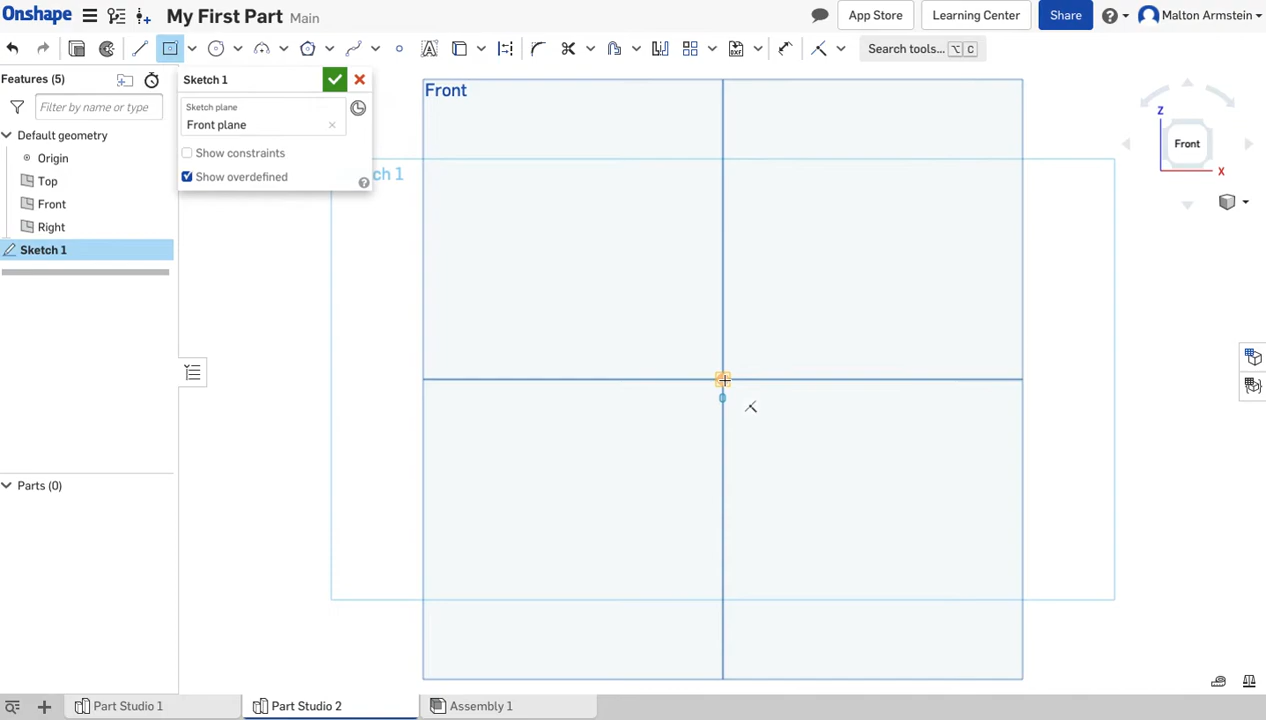 Onshape My First Part Main App Store Learning Center Share Malton Armstein
Search tools... ⌥ C
Features (5)
Filter by name or type
Default geometry
Origin
Top
Front
Right
Sketch 1
Parts (0)
Sketch 1
Sketch plane
Front plane
Show constraints
Show overdefined
Front
ch 1
Z
Front
X
Part Studio 1 Part Studio 2 Assembly 1